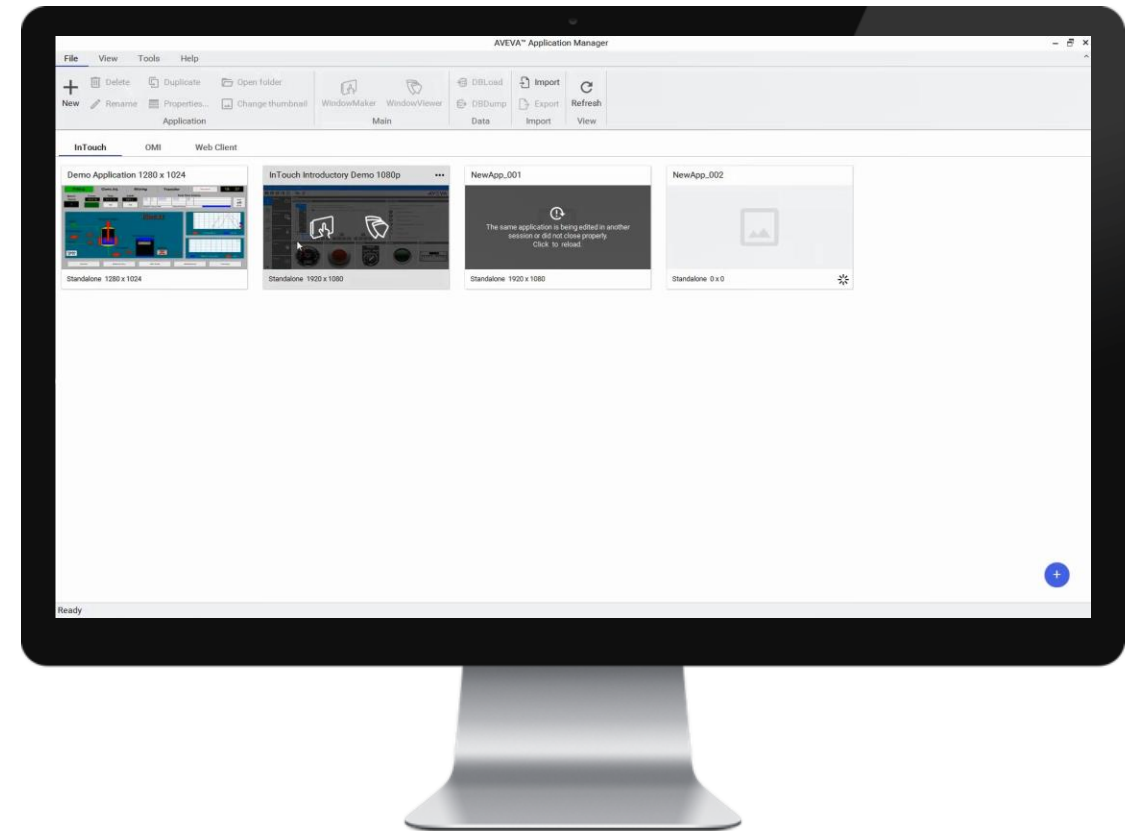 AVEVA™ Application Manager
File View Tools Help
New
Delete
Duplicate
Open folder
Rename
Properties...
Change thumbnail
Application
WindowMaker WindowViewer
Main
DBLoad
DBDump
Data
Import
Export
Import
Refresh
View
InTouch OMI Web Client
Demo Application 1280 x 1024
Standalone 1280 x 1024
InTouch Introductory Demo 1080p
Standalone 1920 x 1080
NewApp_001
The same application is being edited in another
session or did not close properly.
Click to reload.
Standalone 1920 x 1080
NewApp_002
Standalone 0 x 0
Ready